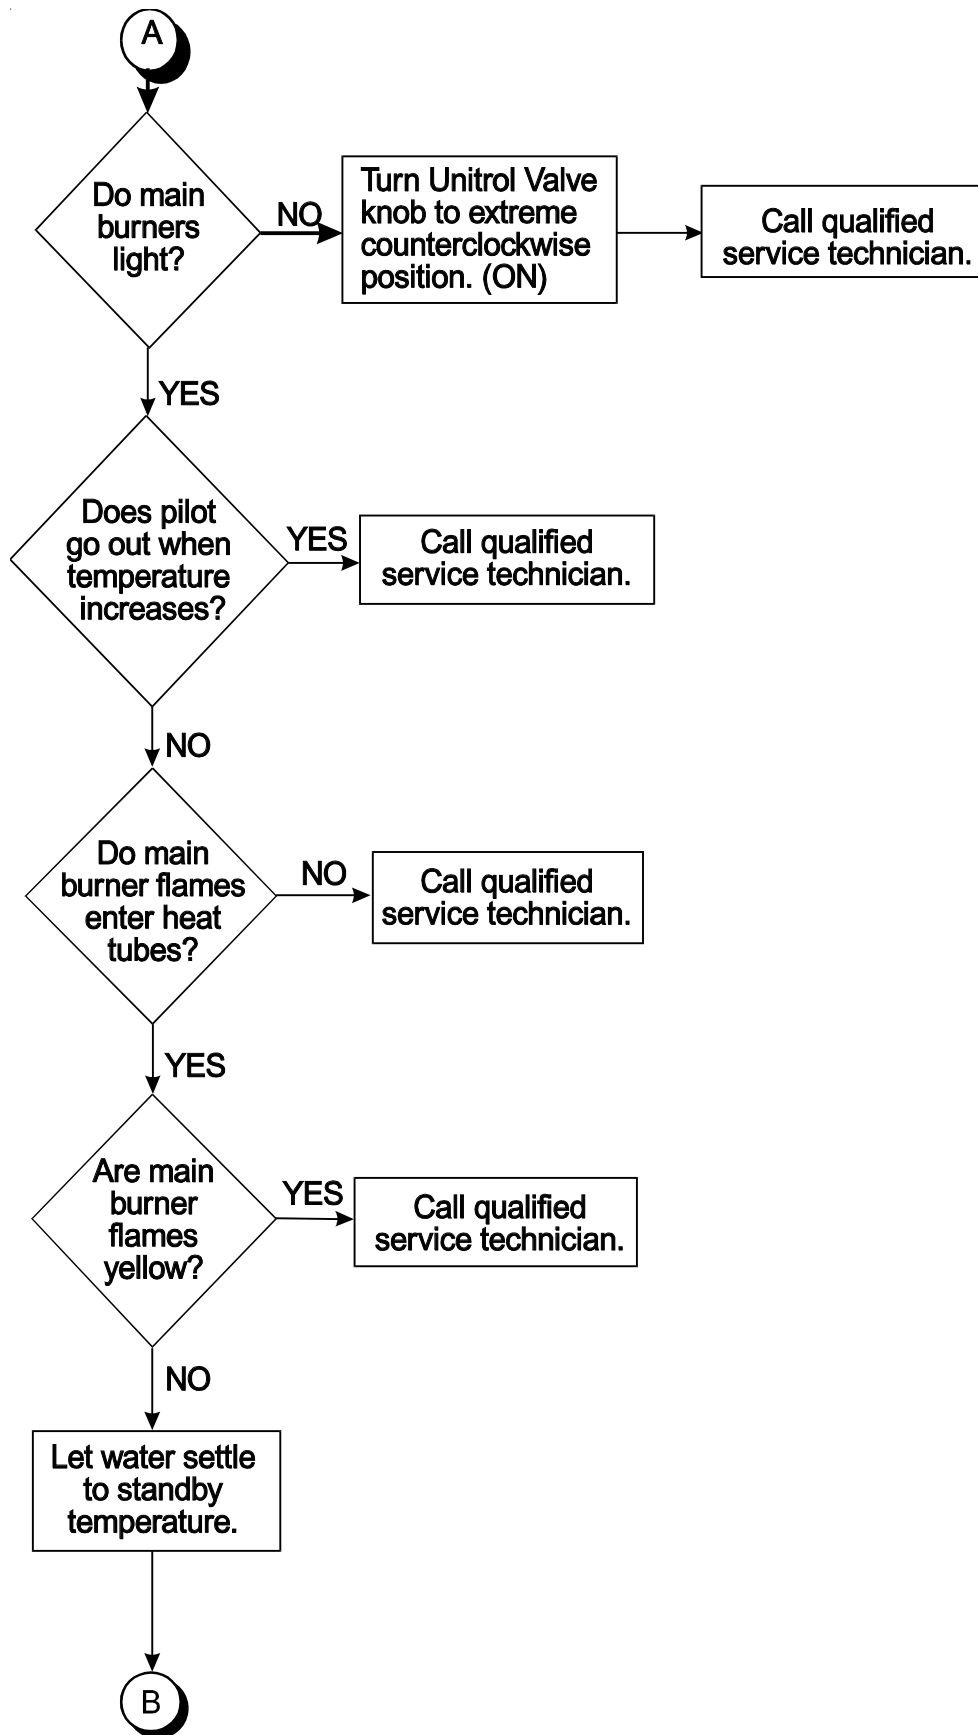 A
Do main
burners
light?
NO
Turn Unitrol Valve
knob to extreme
counterclockwise
position. (ON)
Call qualified
service technician.
YES
Does pilot
go out when
temperature
increases?
YES
Call qualified
service technician.
NO
Do main
burner flames
enter heat
tubes?
NO
Call qualified
service technician.
YES
Are main
burner
flames
yellow?
YES
Call qualified
service technician.
NO
Let water settle
to standby
temperature.
B